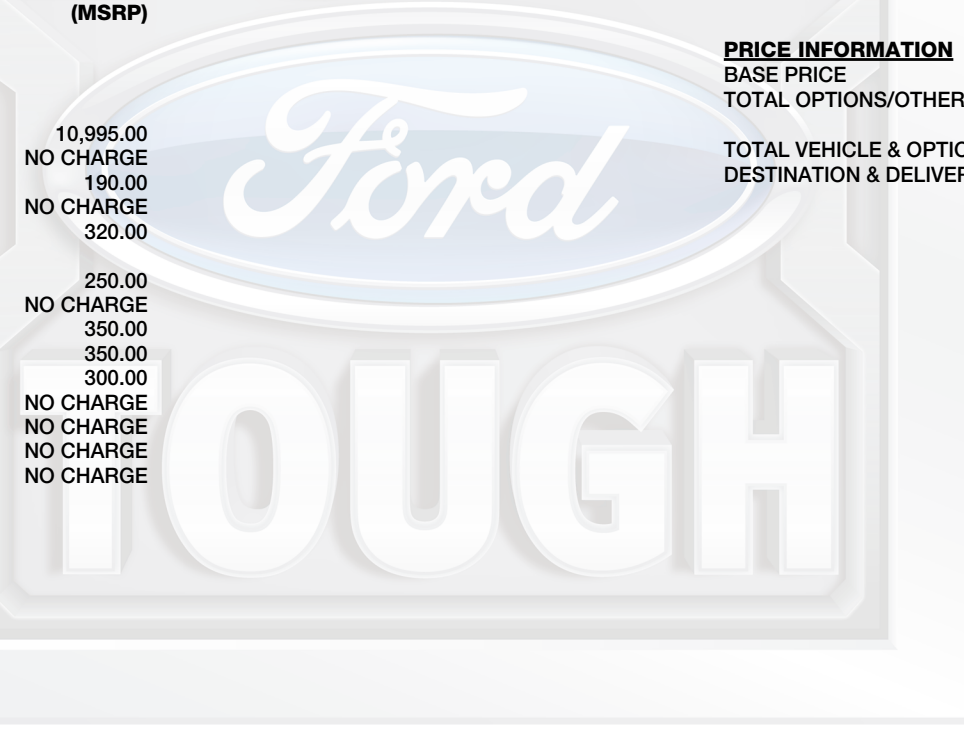 (MSRP)
10,995.00
NO CHARGE
190.00
NO CHARGE
320.00
250.00
NO CHARGE
350.00
350.00
300.00
NO CHARGE
NO CHARGE
NO CHARGE
NO CHARGE
PRICE INFORMATION
BASE PRICE
TOTAL OPTIONS/OTHER
TOTAL VEHICLE & OPTIO
DESTINATION & DELIVER
Ford
TOUGH